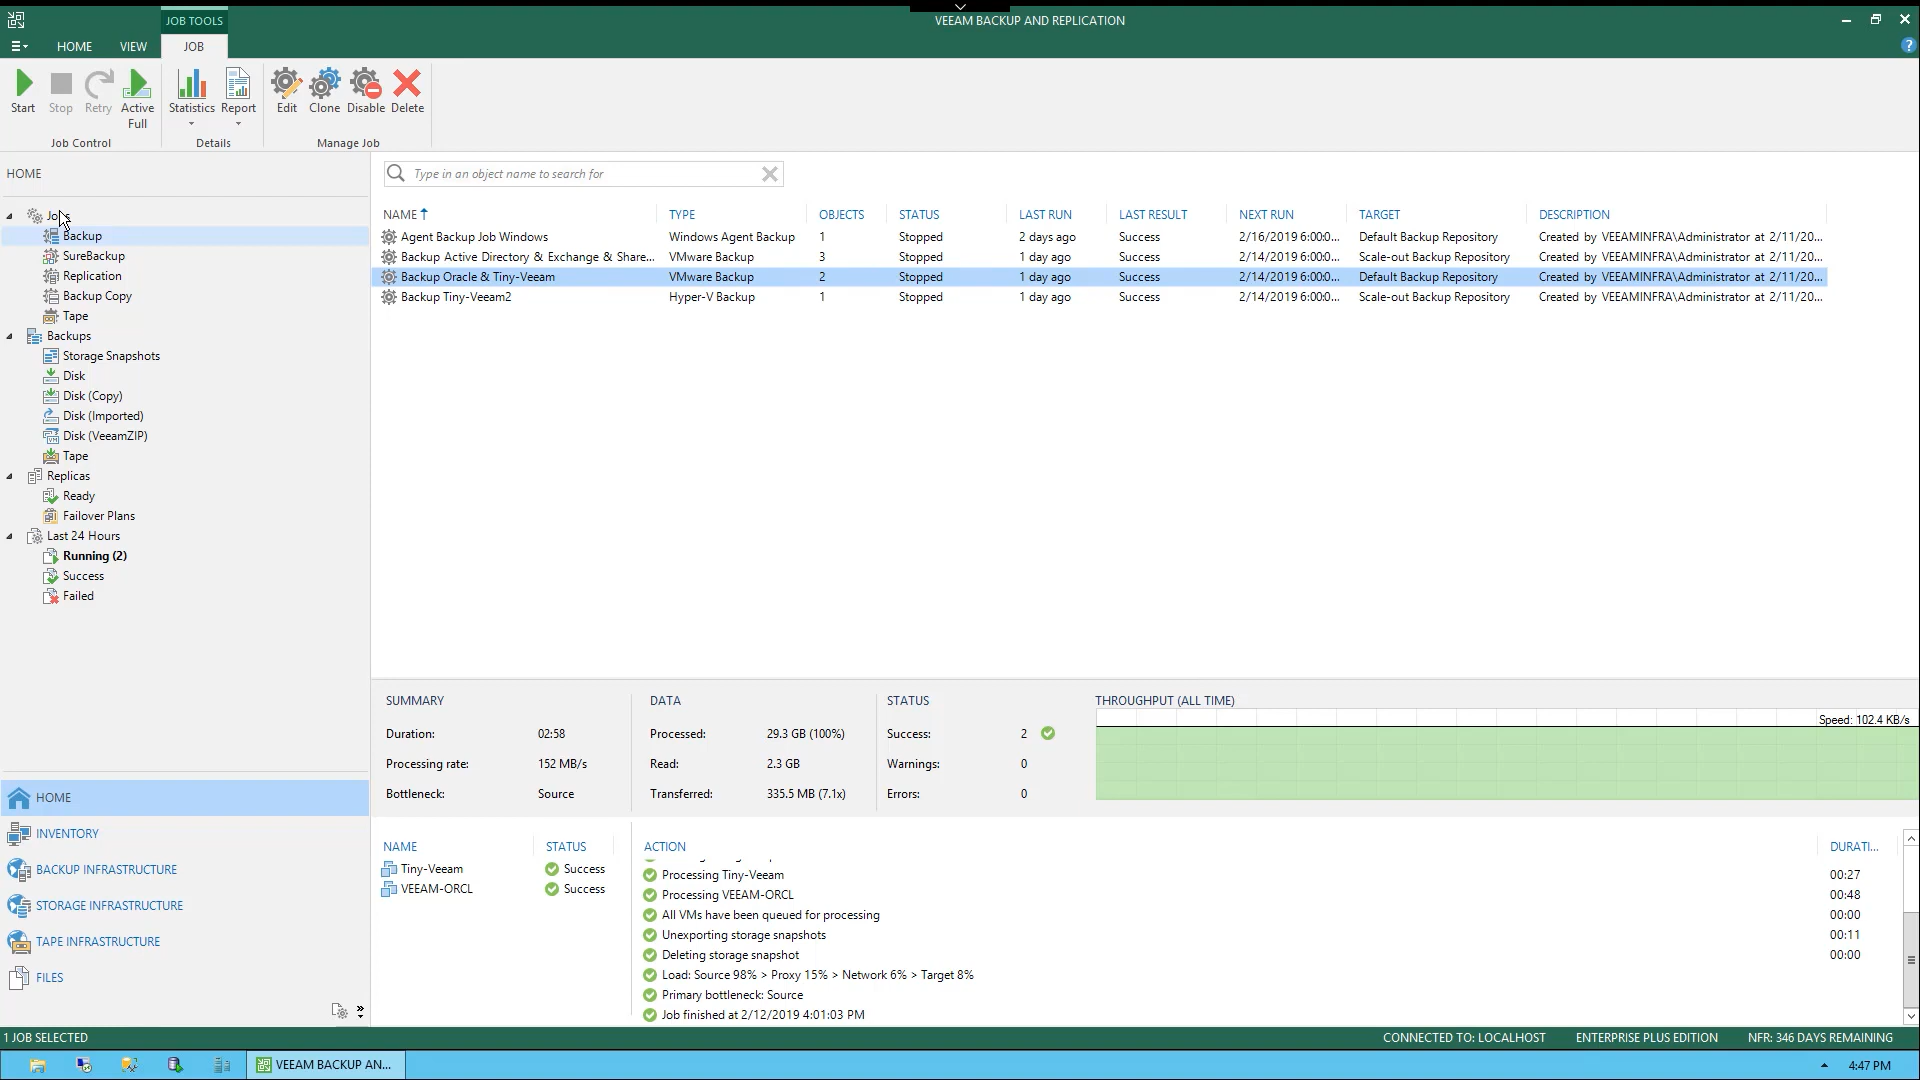 JOB TOOLS
VEEAM BACKUP AND REPLICATION
HOME VIEW JOB
Start Stop Retry Active Full
Statistics Report
Edit Clone Disable Delete
Job Control Details Manage Job
HOME
Jobs
Backup
SureBackup
Replication
Backup Copy
Tape
Backups
Storage Snapshots
Disk
Disk (Copy)
Disk (Imported)
Disk (VeeamZIP)
Tape
Replicas
Ready
Failover Plans
Last 24 Hours
Running (2)
Success
Failed
HOME
INVENTORY
BACKUP INFRASTRUCTURE
STORAGE INFRASTRUCTURE
TAPE INFRASTRUCTURE
FILES
Type in an object name to search for
NAME TYPE OBJECTS STATUS LAST RUN LAST RESULT NEXT RUN TARGET DESCRIPTION
Agent Backup Job Windows Windows Agent Backup 1 Stopped 2 days ago Success 2/16/2019 6:00:0... Default Backup Repository Created by VEEAMINFRA\Administrator at 2/11/20...
Backup Active Directory & Exchange & Share... VMware Backup 3 Stopped 1 day ago Success 2/14/2019 6:00:0... Scale-out Backup Repository Created by VEEAMINFRA\Administrator at 2/11/20...
Backup Oracle & Tiny-Veeam VMware Backup 2 Stopped 1 day ago Success 2/14/2019 6:00:0... Default Backup Repository Created by VEEAMINFRA\Administrator at 2/11/20...
Backup Tiny-Veeam2 Hyper-V Backup 1 Stopped 1 day ago Success 2/14/2019 6:00:0... Scale-out Backup Repository Created by VEEAMINFRA\Administrator at 2/11/20...
SUMMARY
Duration: 02:58
Processing rate: 152 MB/s
Bottleneck: Source
DATA
Processed: 29.3 GB (100%)
Read: 2.3 GB
Transferred: 335.5 MB (7.1x)
STATUS
Success: 2
Warnings: 0
Errors: 0
THROUGHPUT (ALL TIME)
Speed: 102.4 KB/s
NAME STATUS
Tiny-Veeam Success
VEEAM-ORCL Success
ACTION DURATI...
Processing Tiny-Veeam 00:27
Processing VEEAM-ORCL 00:48
All VMs have been queued for processing 00:00
Unexporting storage snapshots 00:11
Deleting storage snapshot 00:00
Load: Source 98% > Proxy 15% > Network 6% > Target 8%
Primary bottleneck: Source
Job finished at 2/12/2019 4:01:03 PM
1 JOB SELECTED
CONNECTED TO: LOCALHOST ENTERPRISE PLUS EDITION NFR: 346 DAYS REMAINING
VEEAM BACKUP AN...
4:47 PM